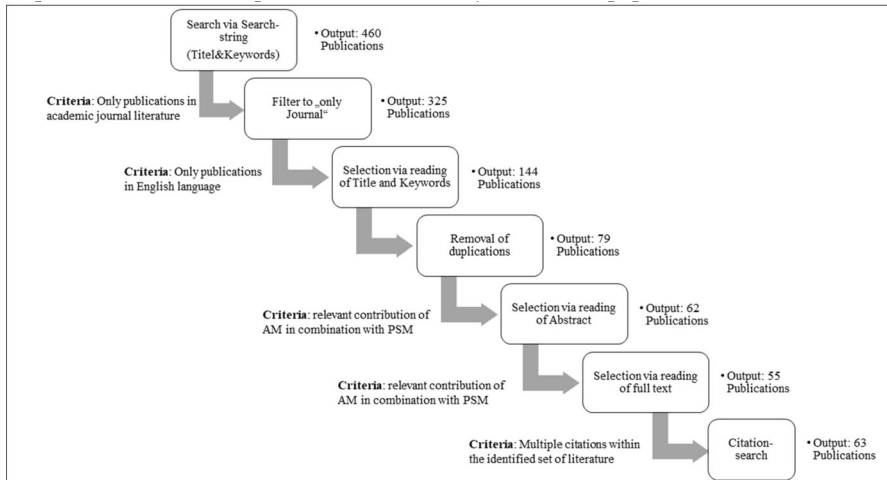 Search via Search-
string
(Titel&Keywords)
• Output: 460
Publications
Criteria: Only publications in
academic journal literature
Filter to „only
Journal“
• Output: 325
Publications
Criteria: Only publications
in English language
Selection via reading
of Title and Keywords
• Output: 144
Publications
Removal of
duplications
• Output: 79
Publications
Criteria: relevant contribution of
AM in combination with PSM
Selection via reading
of Abstract
• Output: 62
Publications
Criteria: relevant contribution of
AM in combination with PSM
Selection via reading
of full text
• Output: 55
Publications
Criteria: Multiple citations within
the identified set of literature
Citation-
search
• Output: 63
Publications